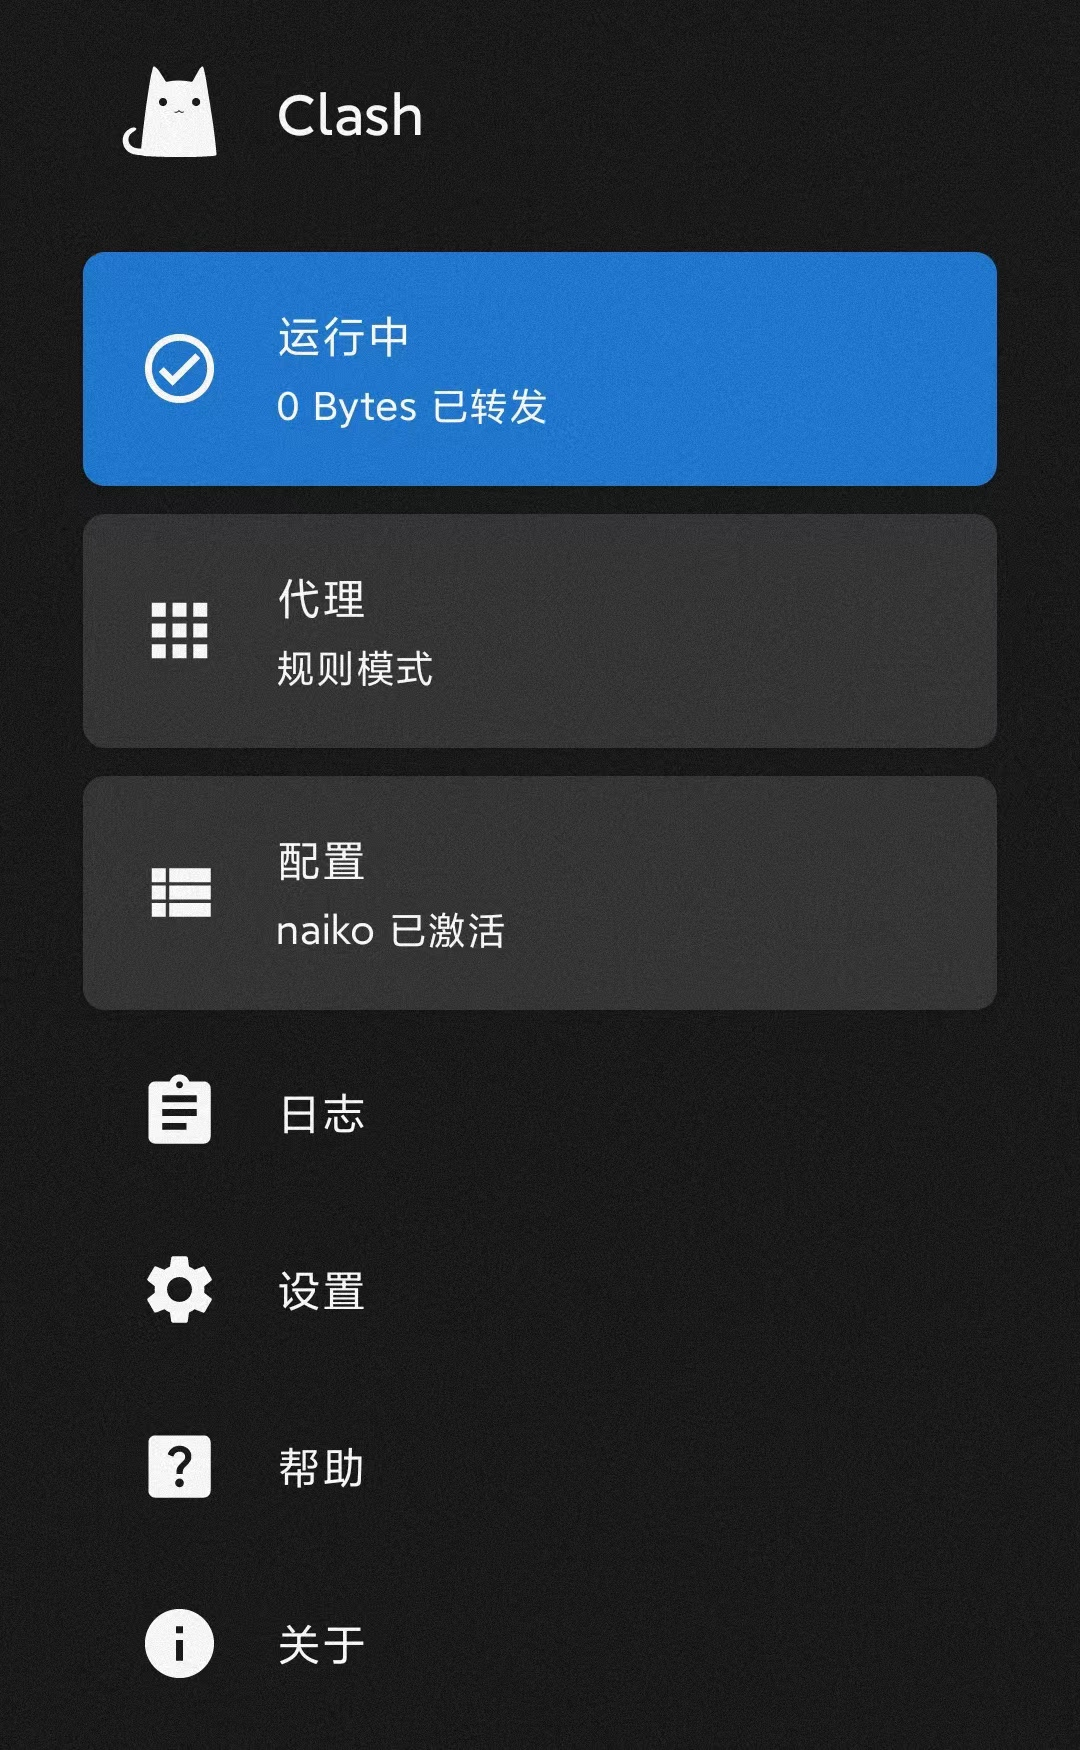 Clash
运行中
0 Bytes 已转发
代理
规则模式
配置
naiko 已激活
日志
设置
帮助
关于